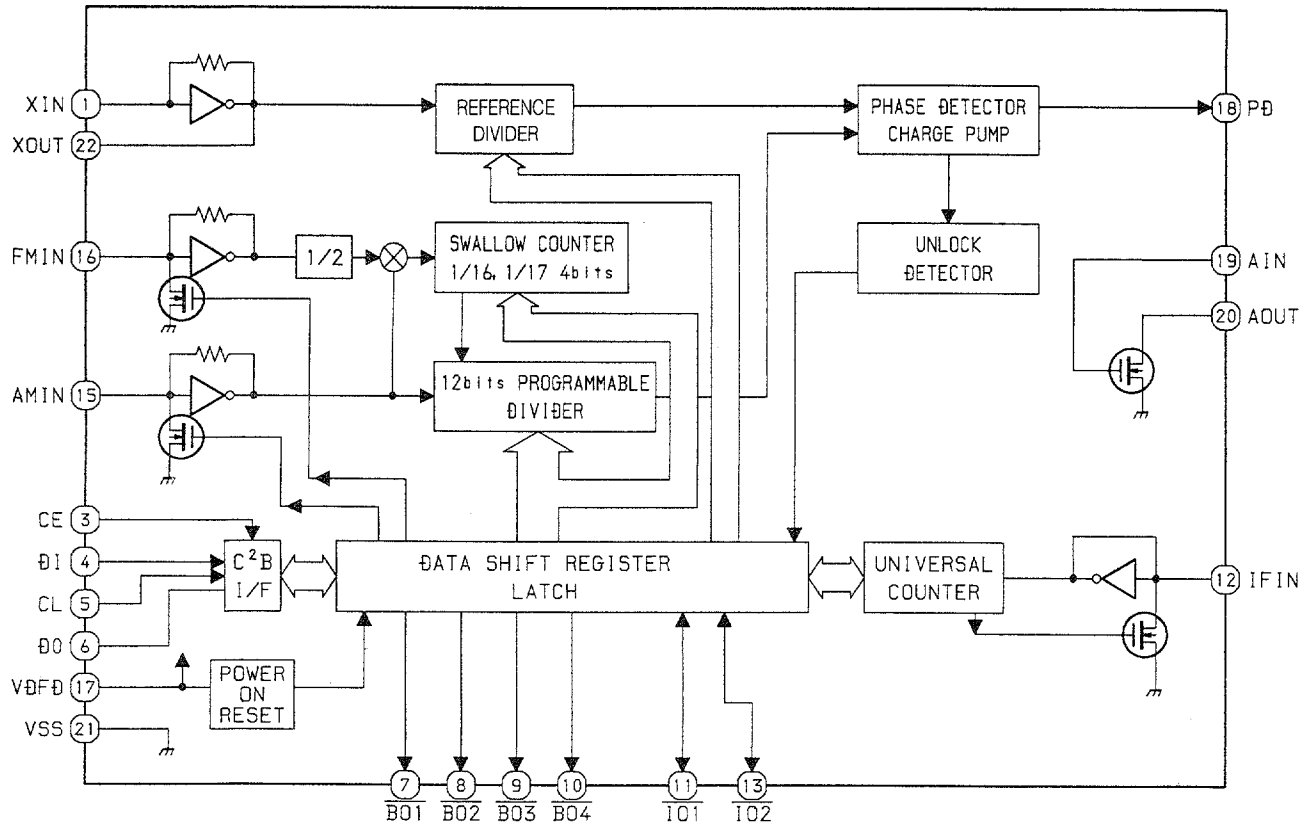 XIN 1
XOUT 22
REFERENCE
DIVIDER
PHASE DETECTOR
CHARGE PUMP
18 PD
FMIN 16
1/2
SWALLOW COUNTER
1/16, 1/17 4bits
UNLOCK
DETECTOR
19 AIN
20 AOUT
AMIN 15
12bits PROGRAMMABLE
DIVIDER
CE 3
DI 4
CL 5
DO 6
C²B
I/F
DATA SHIFT REGISTER
LATCH
UNIVERSAL
COUNTER
12 IFIN
VDFD 17
POWER
ON
RESET
VSS 21
7 8 9 10 11 13
BO1 BO2 BO3 BO4 IO1 IO2